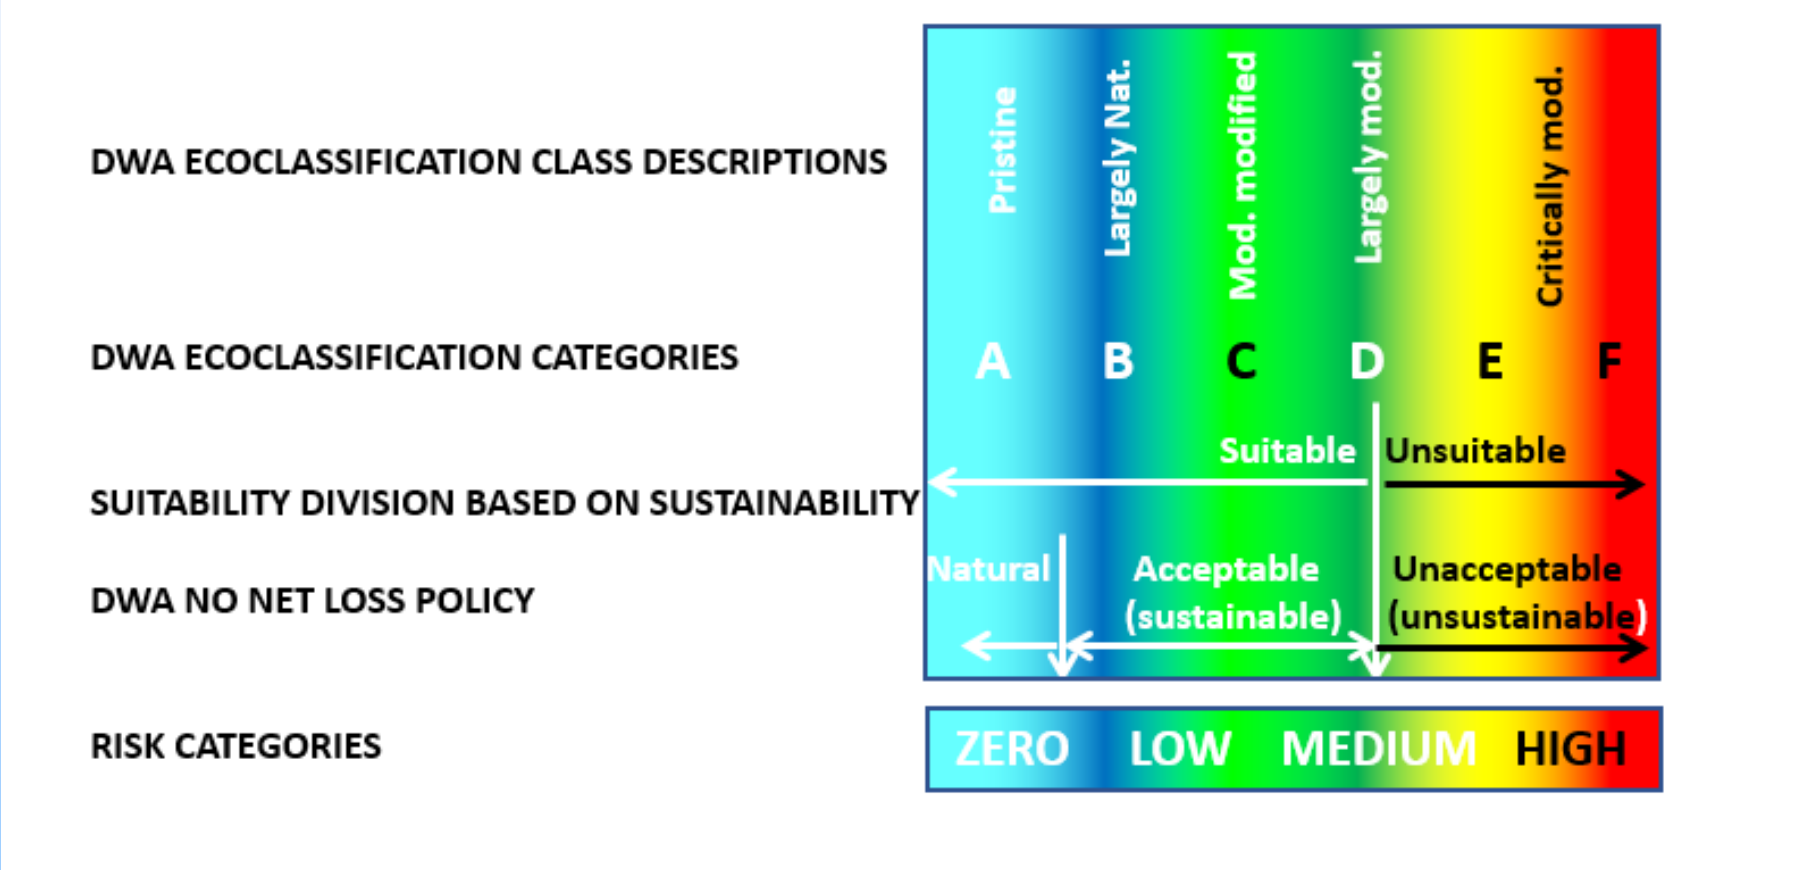 DWA ECOCLASSIFICATION CLASS DESCRIPTIONS
Pristine
Largely Nat.
Mod. modified
Largely mod.
Critically mod.
DWA ECOCLASSIFICATION CATEGORIES
A B C D E F
Suitable Unsuitable
SUITABILITY DIVISION BASED ON SUSTAINABILITY
DWA NO NET LOSS POLICY
Natural
Acceptable
(sustainable)
Unacceptable
(unsustainable)
RISK CATEGORIES
ZERO LOW MEDIUM HIGH